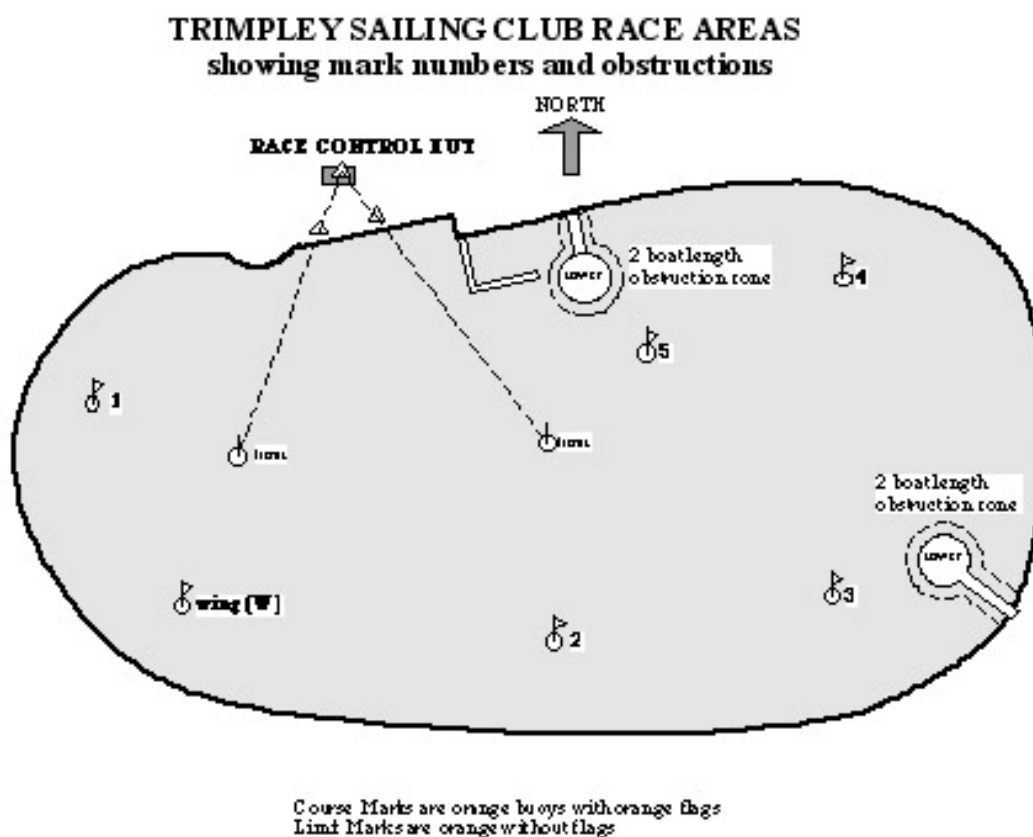 TRIMPLEY SAILING CLUB RACE AREAS
showing mark numbers and obstructions
NORTH
RACE CONTROL HUT
2 boatlength
obstruction zone
4
5
1
2 boatlength
obstruction zone
3
wing (W)
2
Course Marks are orange buoys with orange flags
Limit Marks are orange without flags